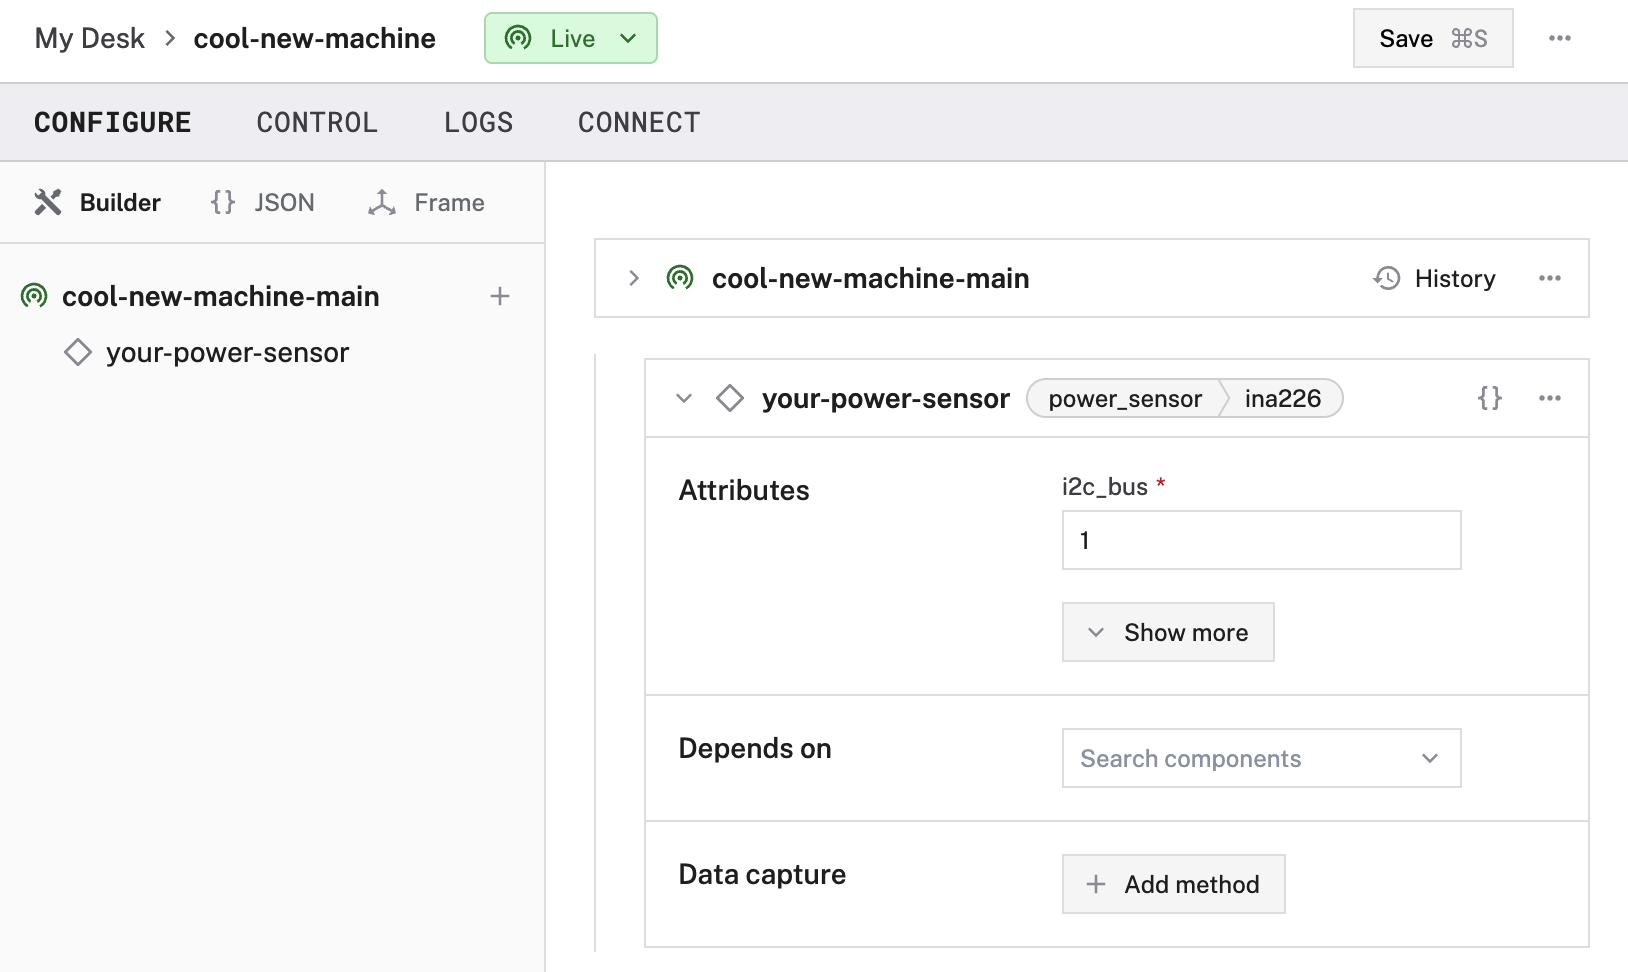 My Desk > cool-new-machine Live Save ⌘S ...
CONFIGURE CONTROL LOGS CONNECT
Builder {} JSON Frame
cool-new-machine-main +
your-power-sensor
cool-new-machine-main History ...
your-power-sensor power_sensor ina226 {} ...
Attributes
i2c_bus *
1
Show more
Depends on
Search components
Data capture
+ Add method